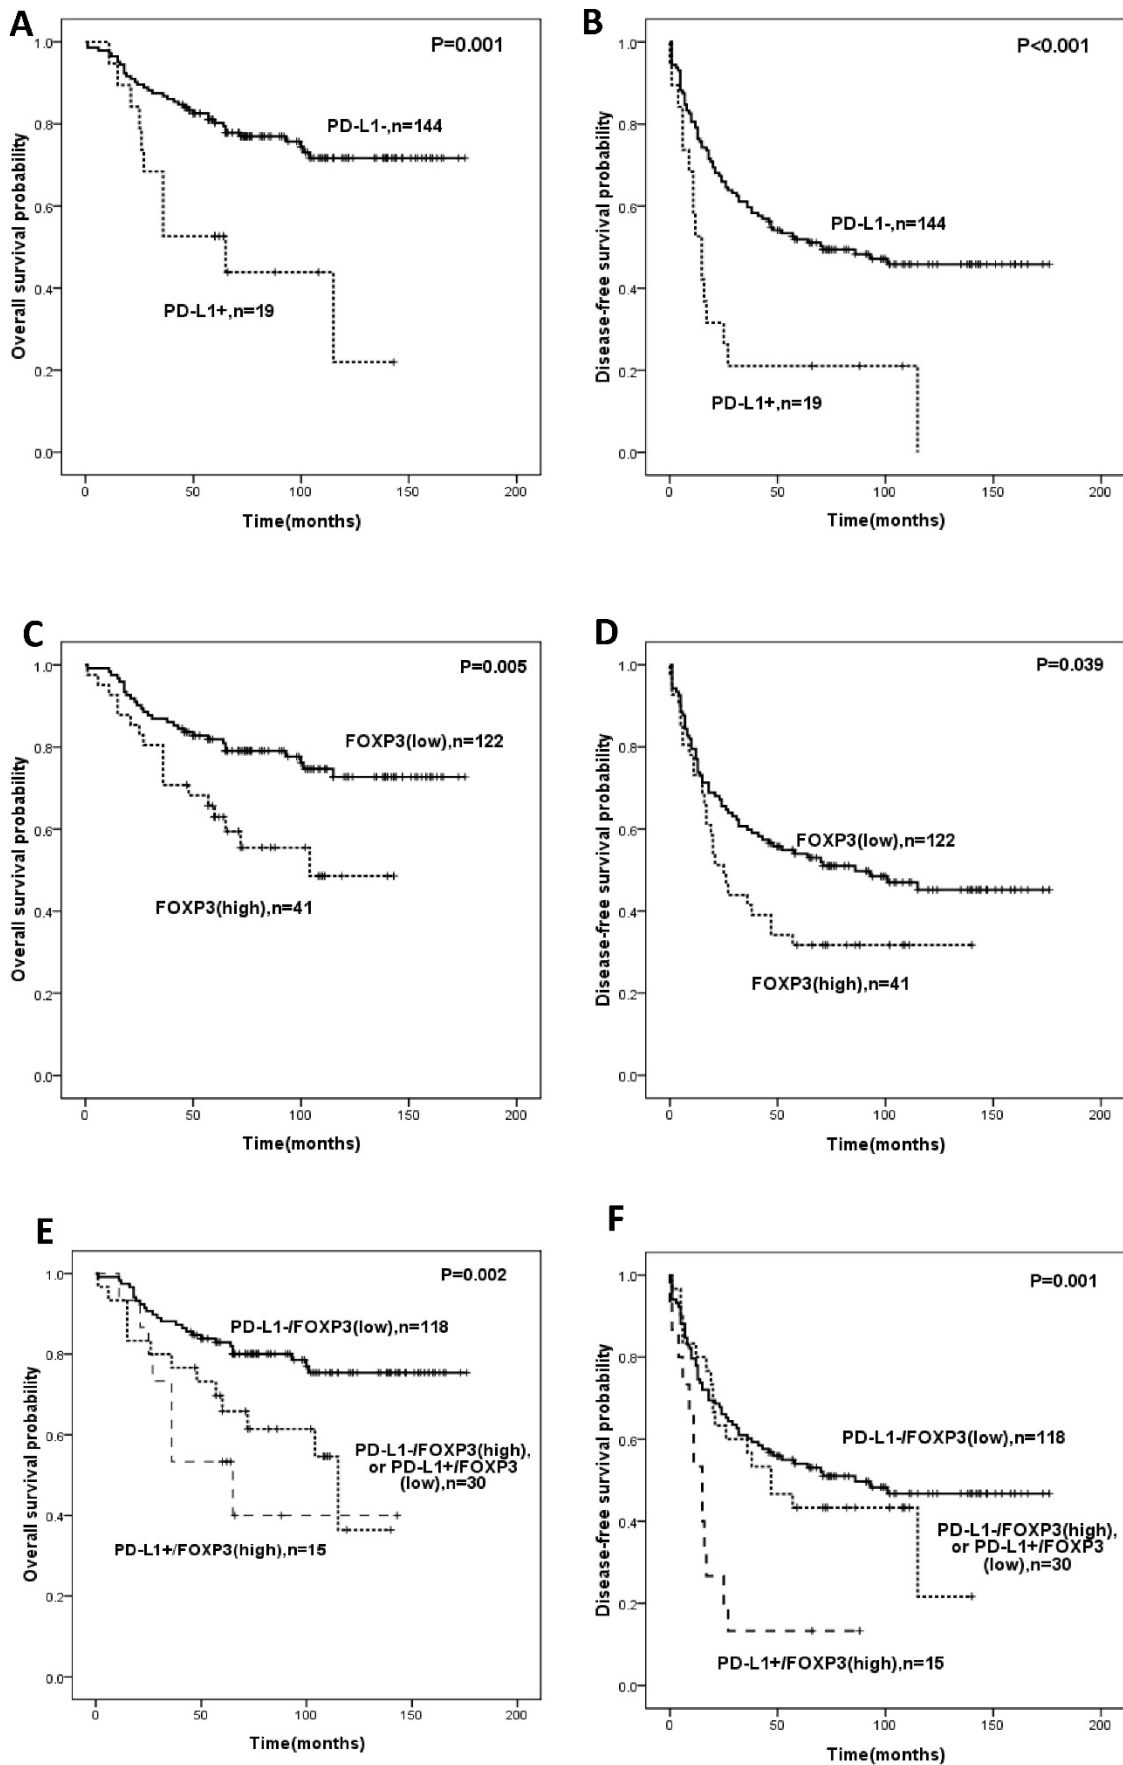 A
P=0.001
1.0
0.8
0.6
0.4
0.2
0.0
Overall survival probability
PD-L1-,n=144
PD-L1+,n=19
0 50 100 150 200
Time(months)
B
P<0.001
1.0
0.8
0.6
0.4
0.2
0.0
Disease-free survival probability
PD-L1-,n=144
PD-L1+,n=19
0 50 100 150 200
Time(months)
C
P=0.005
1.0
0.8
0.6
0.4
0.2
0.0
Overall survival probability
FOXP3(low),n=122
FOXP3(high),n=41
0 50 100 150 200
Time(months)
D
P=0.039
1.0
0.8
0.6
0.4
0.2
0.0
Disease-free survival probability
FOXP3(low),n=122
FOXP3(high),n=41
0 50 100 150 200
Time(months)
E
P=0.002
1.0
0.8
0.6
0.4
0.2
0.0
Overall survival probability
PD-L1-/FOXP3(low),n=118
PD-L1-/FOXP3(high),
or PD-L1+/FOXP3
(low),n=30
PD-L1+/FOXP3(high),n=15
0 50 100 150 200
Time(months)
F
P=0.001
1.0
0.8
0.6
0.4
0.2
0.0
Disease-free survival probability
PD-L1-/FOXP3(low),n=118
PD-L1-/FOXP3(high),
or PD-L1+/FOXP3
(low),n=30
PD-L1+/FOXP3(high),n=15
0 50 100 150 200
Time(months)